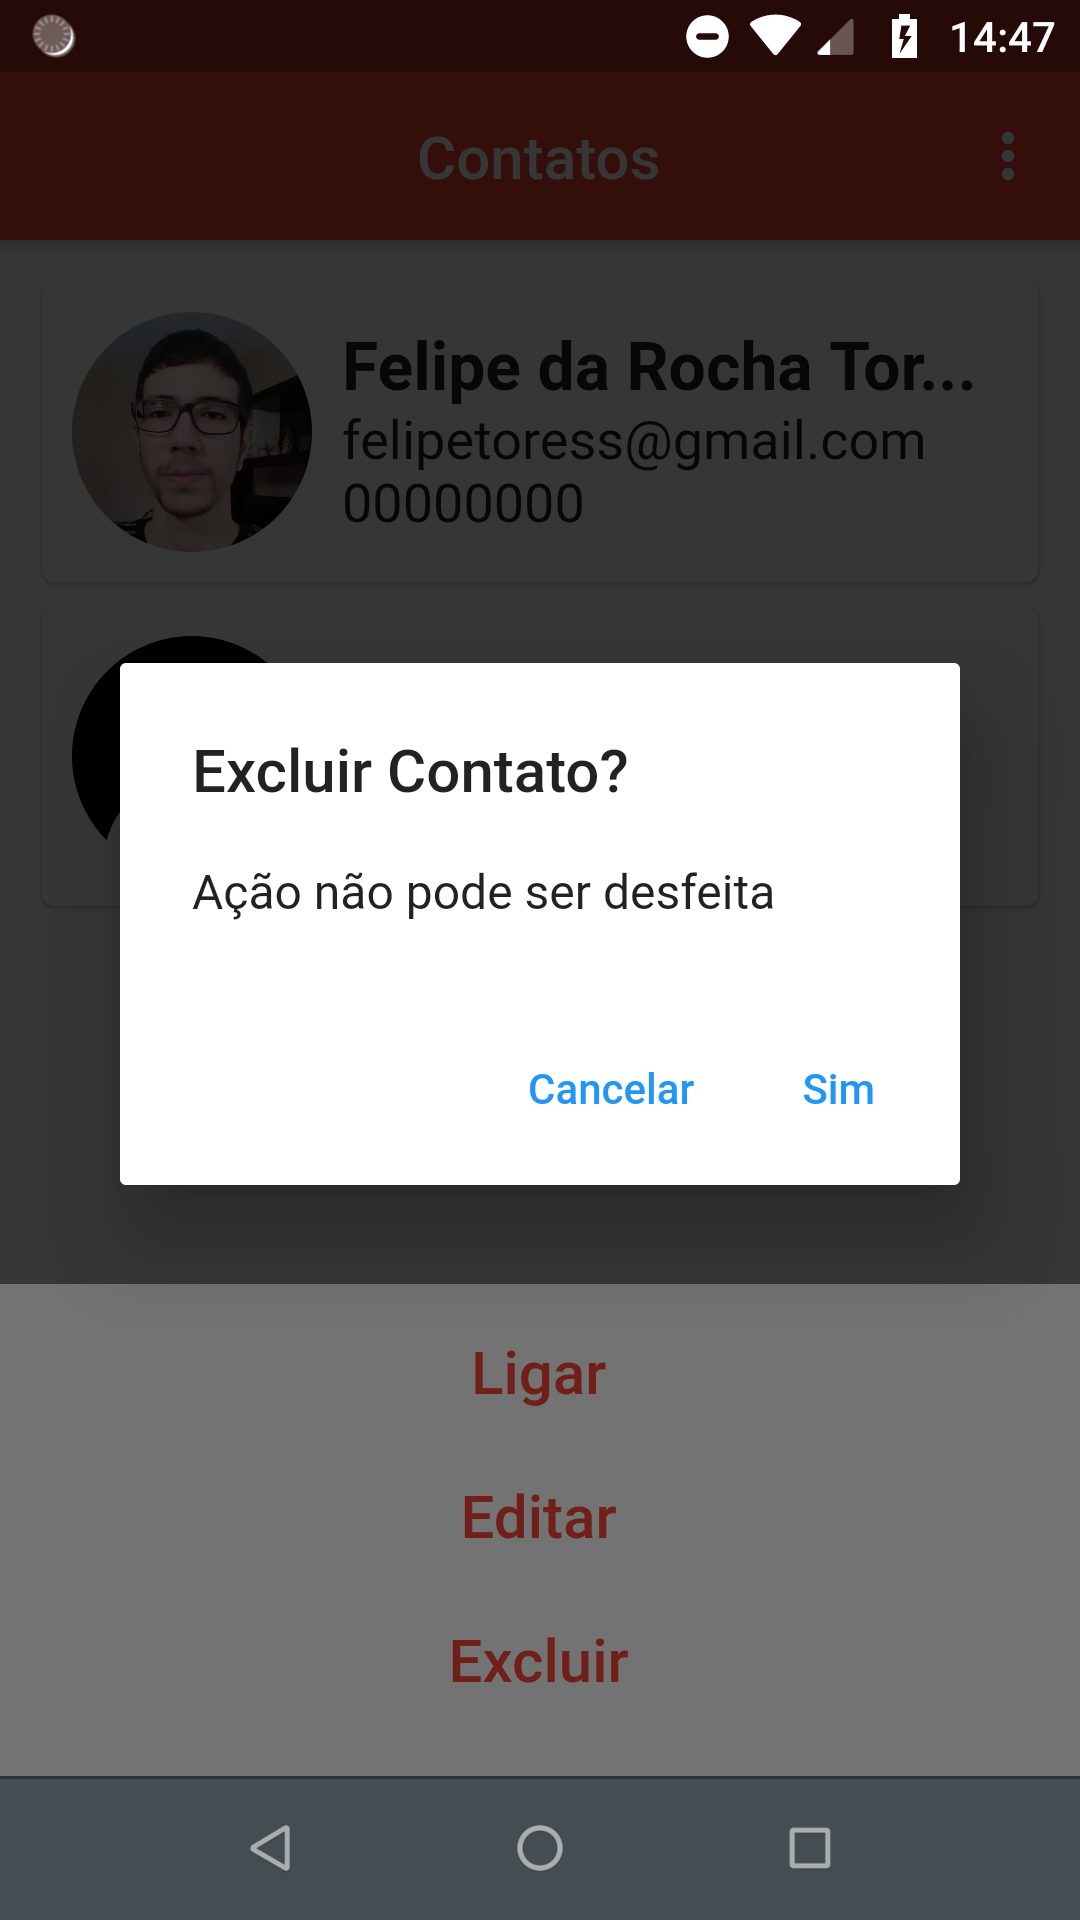 14:47
Contatos
Felipe da Rocha Tor...
felipetoress@gmail.com
00000000
Excluir Contato?
Ação não pode ser desfeita
Cancelar Sim
Ligar
Editar
Excluir